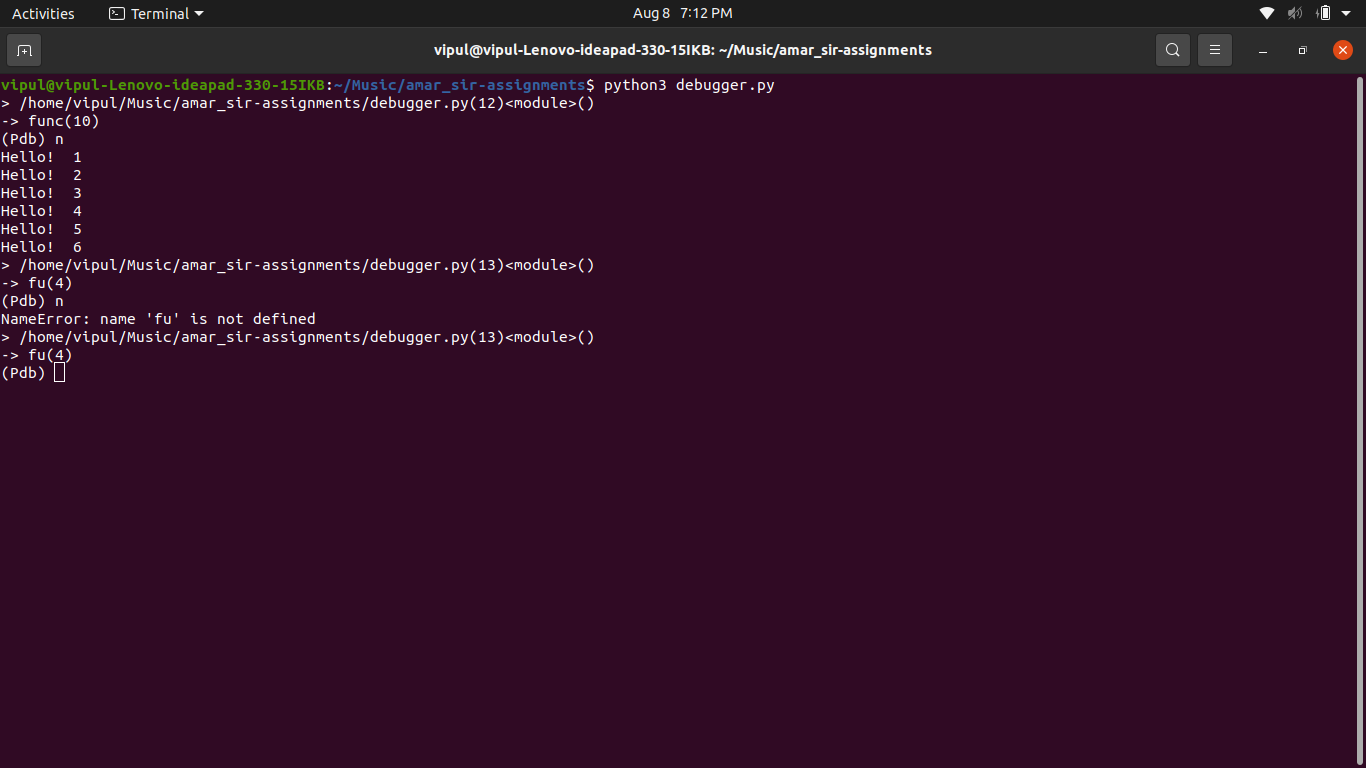 Activities Terminal Aug 8 7:12 PM
vipul@vipul-Lenovo-ideapad-330-15IKB: ~/Music/amar_sir-assignments
vipul@vipul-Lenovo-ideapad-330-15IKB:~/Music/amar_sir-assignments$ python3 debugger.py
> /home/vipul/Music/amar_sir-assignments/debugger.py(12)<module>()
-> func(10)
(Pdb) n
Hello!  1
Hello!  2
Hello!  3
Hello!  4
Hello!  5
Hello!  6
> /home/vipul/Music/amar_sir-assignments/debugger.py(13)<module>()
-> fu(4)
(Pdb) n
NameError: name 'fu' is not defined
> /home/vipul/Music/amar_sir-assignments/debugger.py(13)<module>()
-> fu(4)
(Pdb)